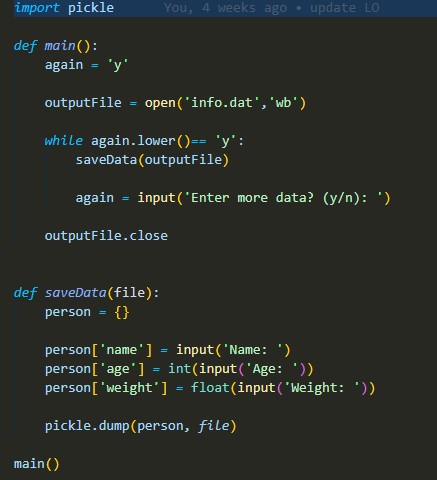 import pickle You, 4 weeks ago • update LO
def main():
    again = 'y'
    outputFile = open('info.dat','wb')
    while again.lower()== 'y':
        saveData(outputFile)
        again = input('Enter more data? (y/n): ')
    outputFile.close
def saveData(file):
    person = {}
    person['name'] = input('Name: ')
    person['age'] = int(input('Age: '))
    person['weight'] = float(input('Weight: '))
    pickle.dump(person, file)
main()